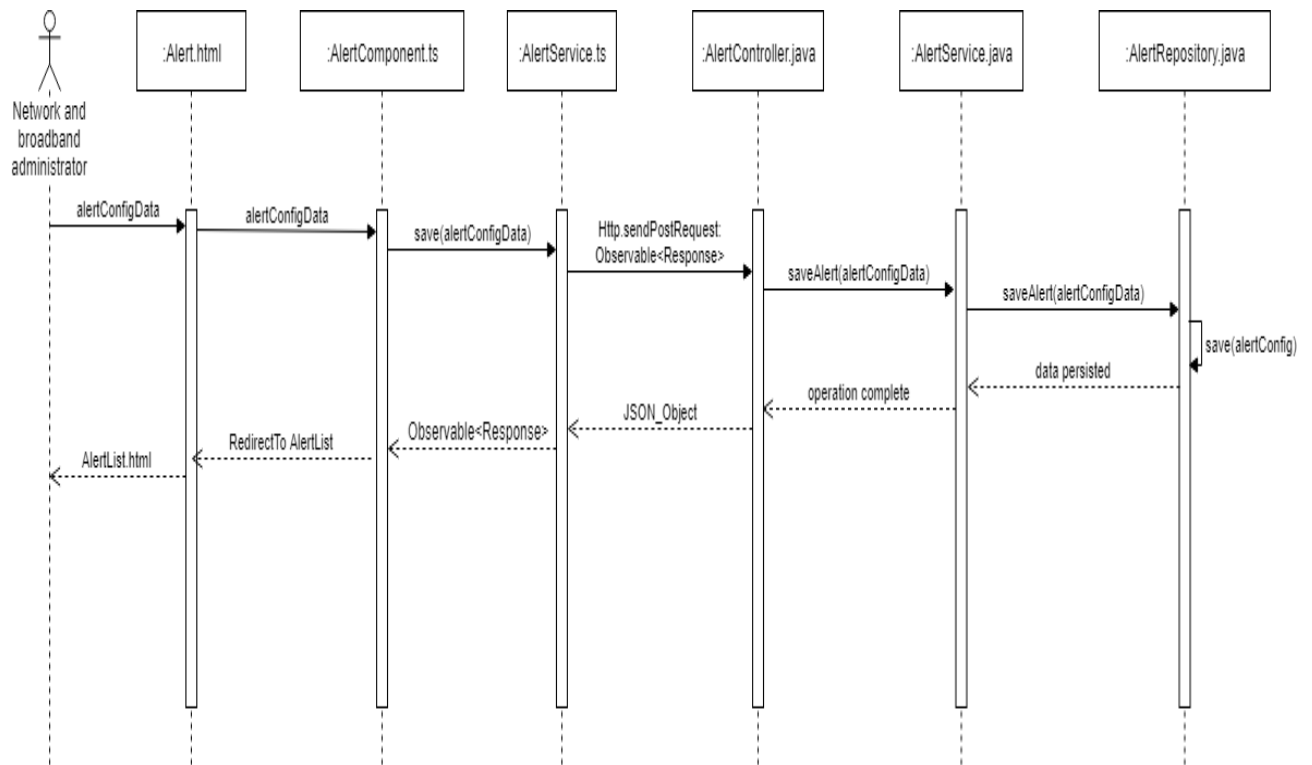 :Alert.html
:AlertComponent.ts
:AlertService.ts
:AlertController.java
:AlertService.java
:AlertRepository.java
Network and
broadband
administrator
alertConfigData
alertConfigData
save(alertConfigData)
Http.sendPostRequest:
Observable<Response>
saveAlert(alertConfigData)
saveAlert(alertConfigData)
save(alertConfig)
data persisted
operation complete
JSON_Object
Observable<Response>
RedirectTo AlertList
AlertList.html